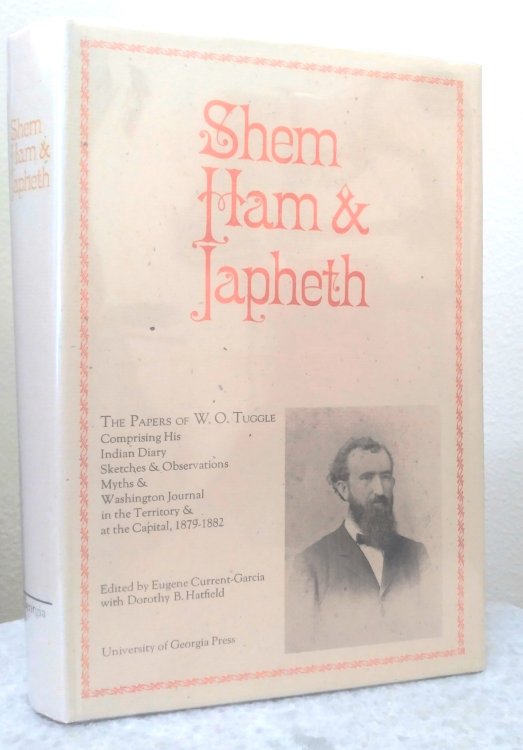 Shem
Ham &
Japheth
Shem
Ham &
Japheth
THE PAPERS OF W. O. TUGGLE
Comprising His
Indian Diary
Sketches & Observations
Myths &
Washington Journal
in the Territory &
at the Capital, 1879-1882
Edited by Eugene Current-Garcia
with Dorothy B. Hatfield
University of Georgia Press
Georgia